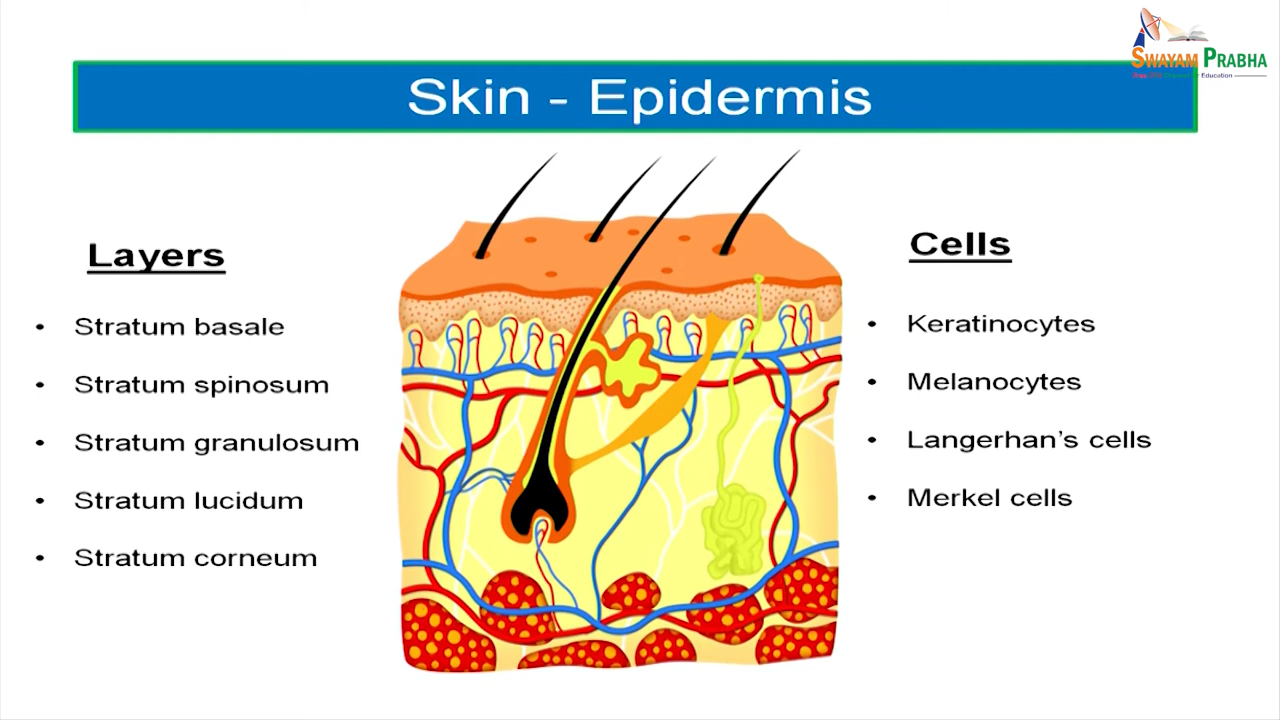 SWAYAM PRABHA
Skin - Epidermis
Layers
• Stratum basale
• Stratum spinosum
• Stratum granulosum
• Stratum lucidum
• Stratum corneum
Cells
• Keratinocytes
• Melanocytes
• Langerhan's cells
• Merkel cells